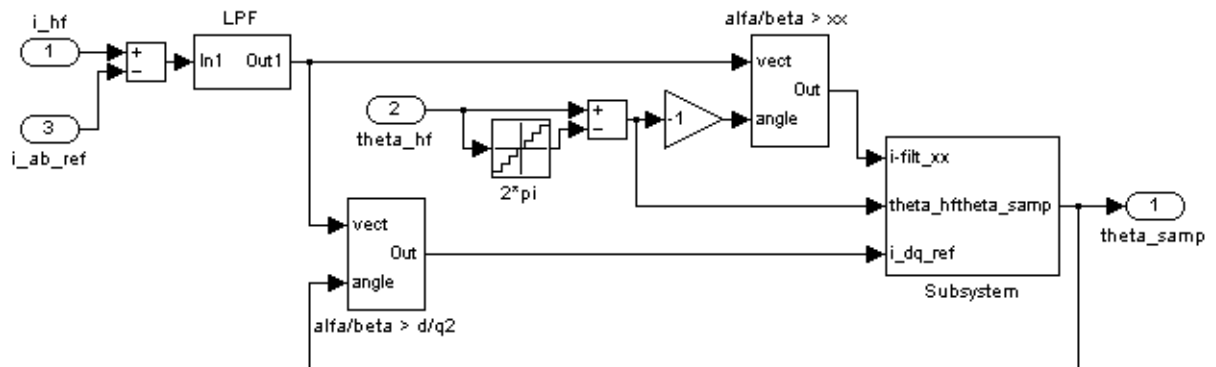 i_hf
LPF
alfa/beta > xx
1
+
−
In1 Out1
vect
Out
angle
3
i_ab_ref
2
theta_hf
+
−
2*pi
-1
i-filt_xx
theta_hftheta_samp
i_dq_ref
Subsystem
1
theta_samp
vect
Out
angle
alfa/beta > d/q2